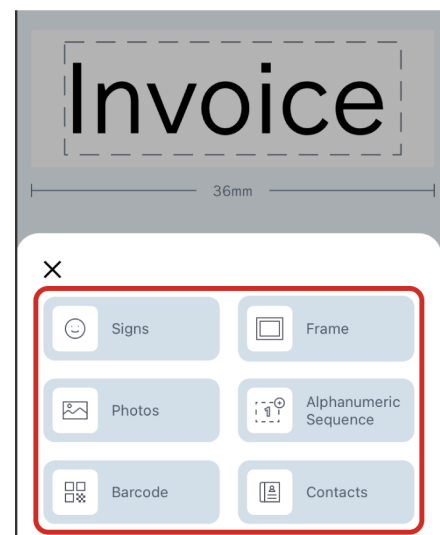 Invoice
36mm
Signs
Frame
Photos
Alphanumeric
Sequence
Barcode
Contacts